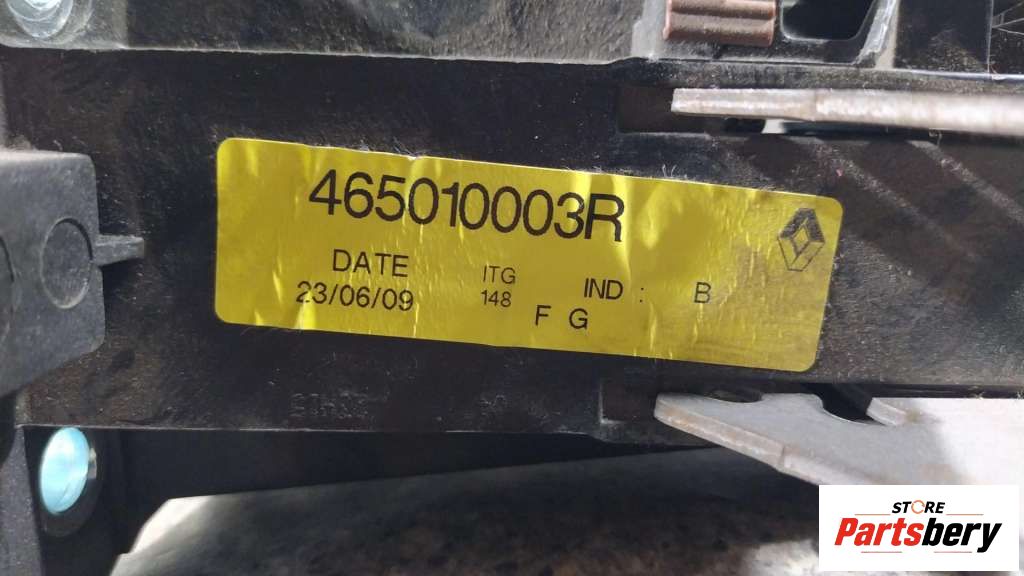 465010003R
DATE ITG IND : B
23/06/09 148 F G
STORE
Partsbery